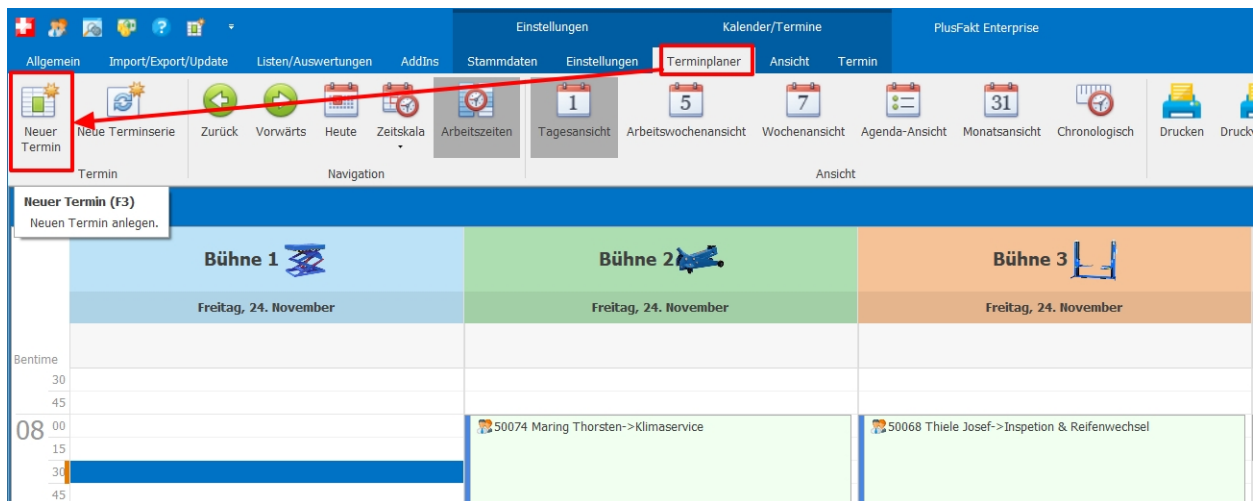 Einstellungen Kalender/Termine PlusFakt Enterprise
Allgemein Import/Export/Update Listen/Auswertungen AddIns Stammdaten Einstellungen Terminplaner Ansicht Termin
1 5 7 31
Neuer Termin Neue Terminserie Zurück Vorwärts Heute Zeitskala Arbeitszeiten Tagesansicht Arbeitswochenansicht Wochenansicht Agenda-Ansicht Monatsansicht Chronologisch Drucken
Termin Navigation Ansicht
Neuer Termin (F3)
Neuen Termin anlegen.
Bühne 1 Bühne 2 Bühne 3
Freitag, 24. November Freitag, 24. November Freitag, 24. November
Bentime
30
45
08 00 50074 Maring Thorsten->Klimaservice 50068 Thiele Josef->Inspetion & Reifenwechsel
15
30
45